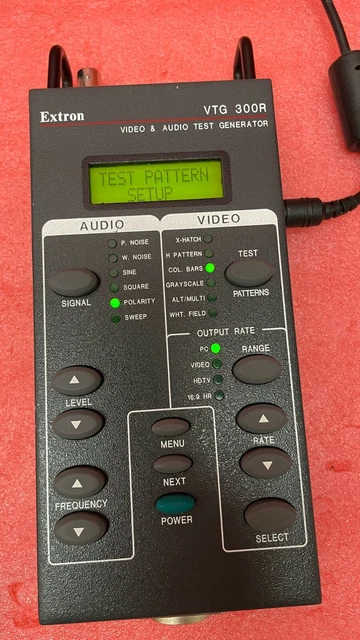 Extron
VTG 300R
VIDEO & AUDIO TEST GENERATOR
TEST PATTERN
SETUP
AUDIO
P. NOISE
W. NOISE
SINE
SQUARE
POLARITY
SWEEP
SIGNAL
LEVEL
FREQUENCY
VIDEO
X-HATCH
H PATTERN
COL. BARS
GRAYSCALE
ALT/MULTI
WHT. FIELD
TEST
PATTERNS
OUTPUT RATE
PC
VIDEO
HDTV
16:9 HR
RANGE
RATE
SELECT
MENU
NEXT
POWER